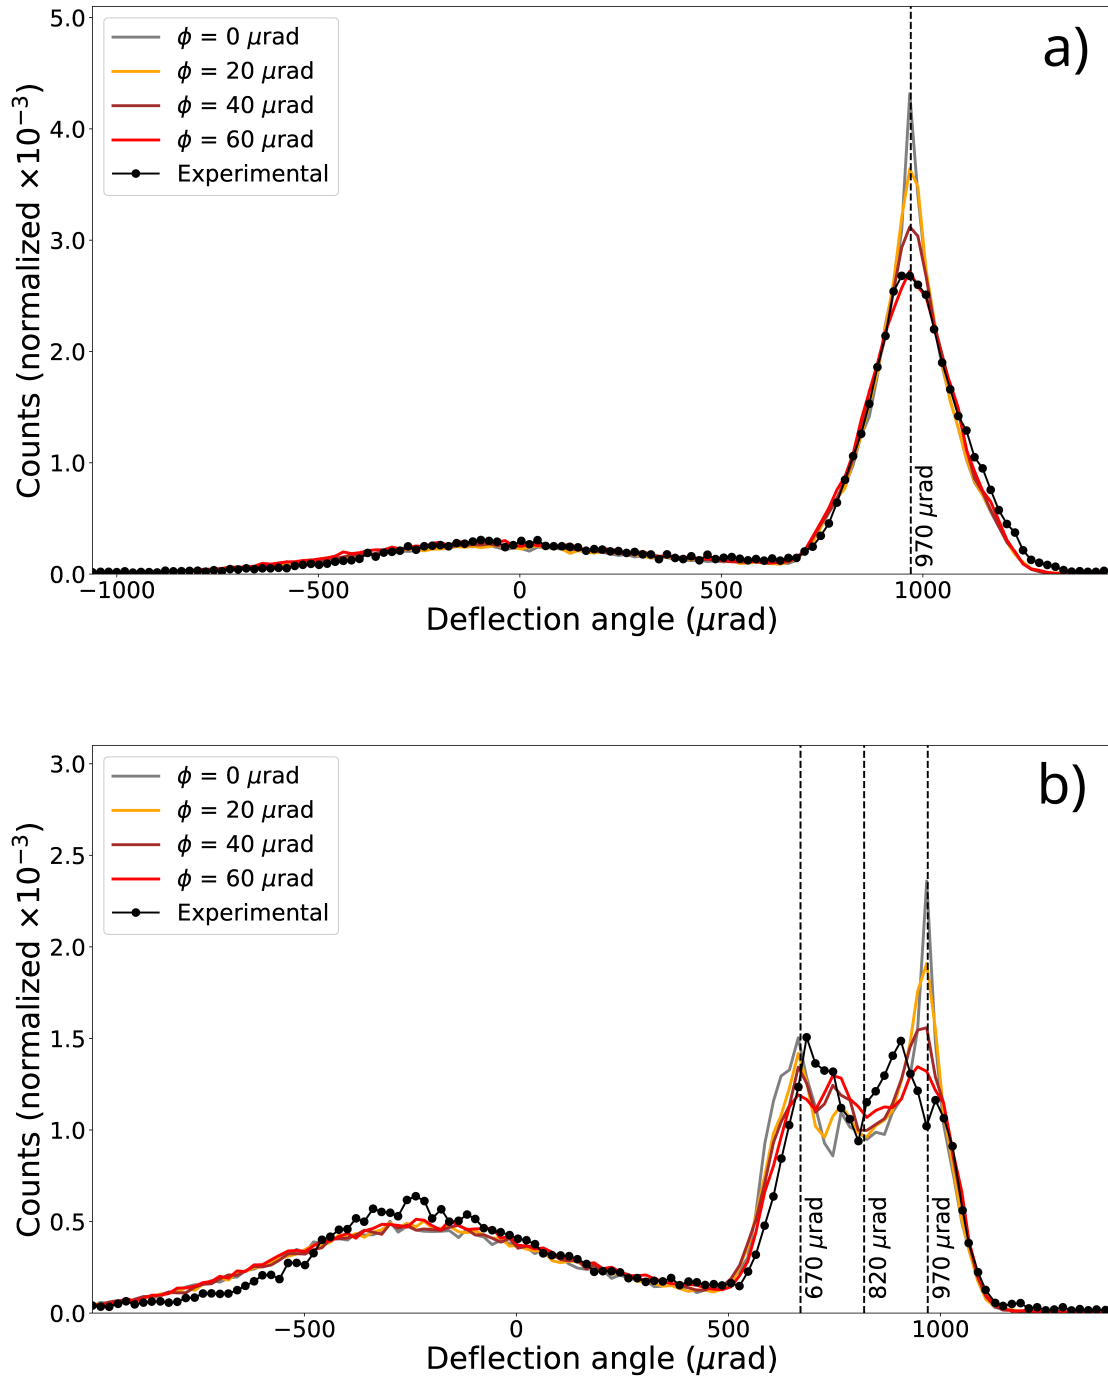 a)
ϕ = 0 μrad
ϕ = 20 μrad
ϕ = 40 μrad
ϕ = 60 μrad
Experimental
Counts (normalized ×10⁻³)
5.0
4.0
3.0
2.0
1.0
0.0
970 μrad
−1000 −500 0 500 1000
Deflection angle (μrad)
b)
ϕ = 0 μrad
ϕ = 20 μrad
ϕ = 40 μrad
ϕ = 60 μrad
Experimental
Counts (normalized ×10⁻³)
3.0
2.5
2.0
1.5
1.0
0.5
0.0
670 μrad
820 μrad
970 μrad
−500 0 500 1000
Deflection angle (μrad)